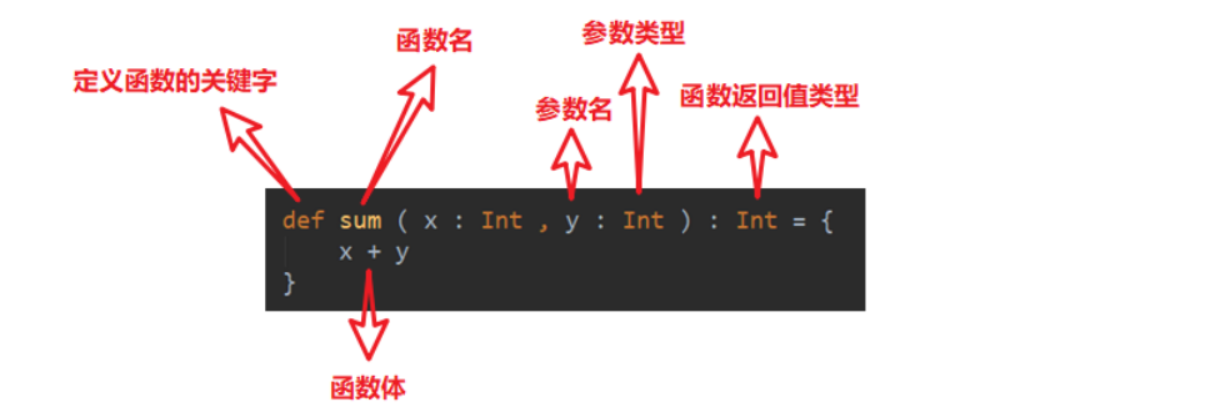 函数名
参数类型
定义函数的关键字
参数名
函数返回值类型
def sum ( x : Int , y : Int ) : Int = {
x + y
}
函数体